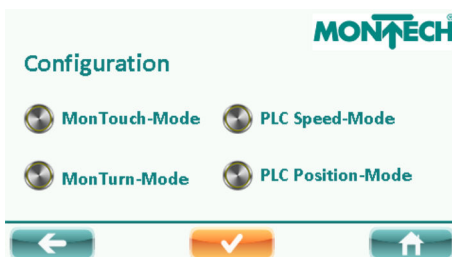 MONTECH®
Configuration
MonTouch-Mode PLC Speed-Mode
MonTurn-Mode PLC Position-Mode